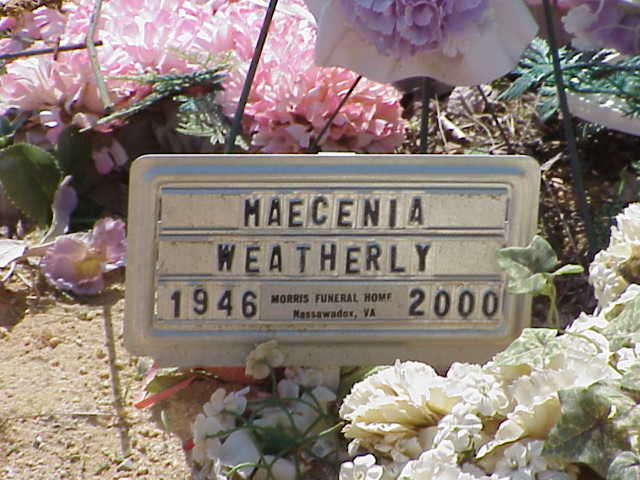 MAECENIA
WEATHERLY
1946 MORRIS FUNERAL HOME 2000
Nassawadox, VA